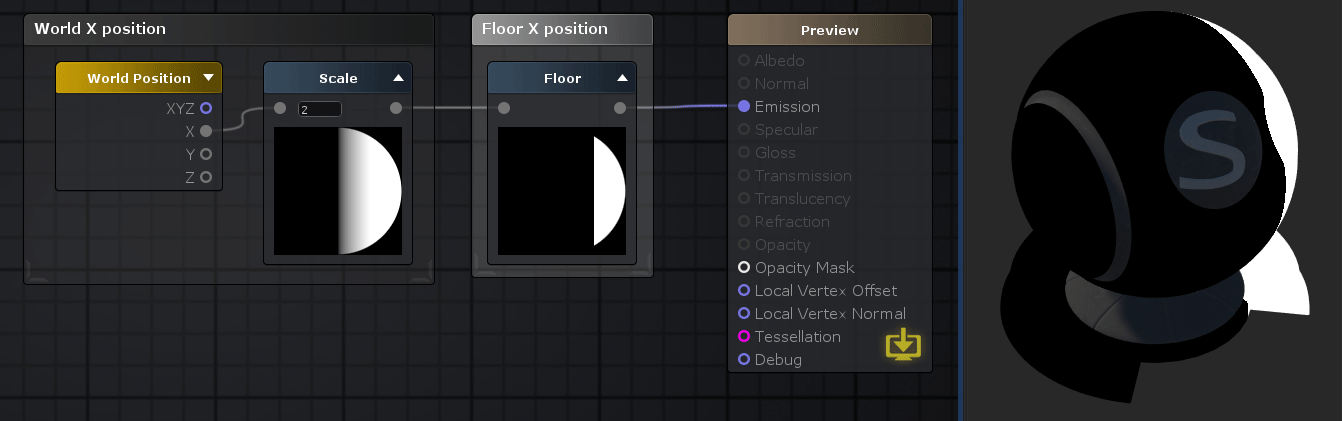 World X position
World Position
XYZ
X
Y
Z
Scale
2
Floor X position
Floor
Preview
Albedo
Normal
Emission
Specular
Gloss
Transmission
Translucency
Refraction
Opacity
Opacity Mask
Local Vertex Offset
Local Vertex Normal
Tessellation
Debug
S